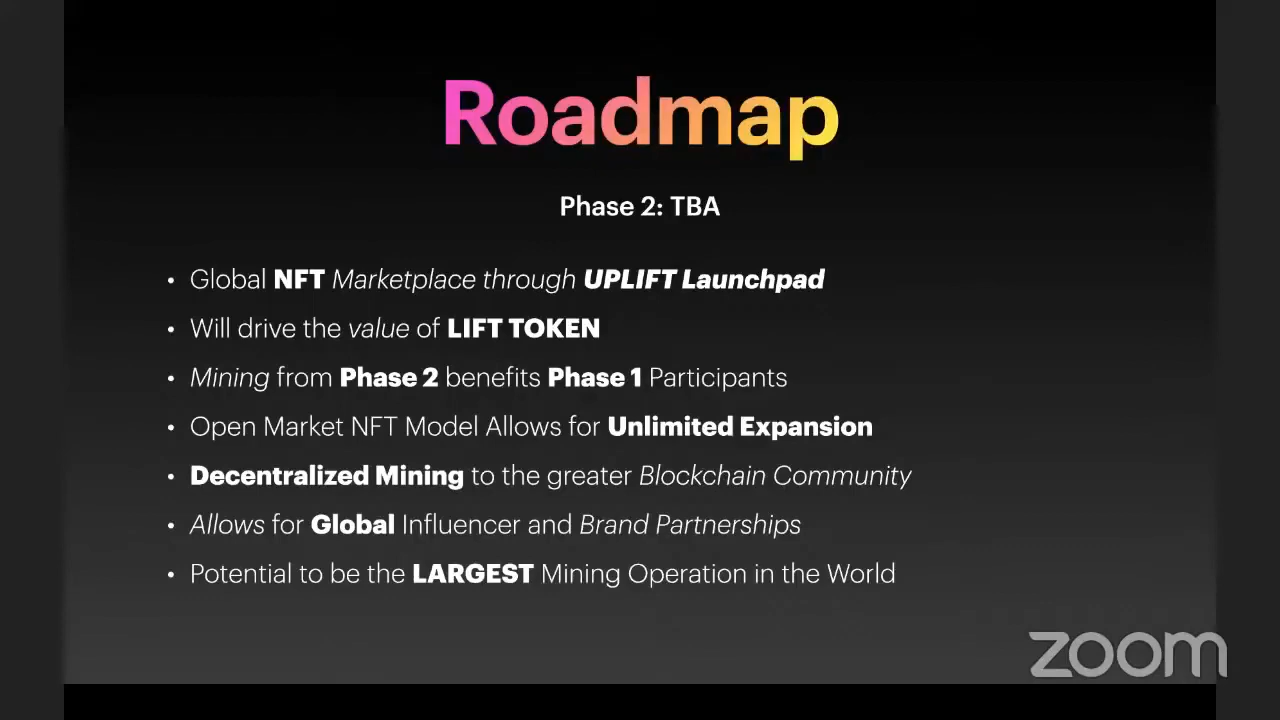 Roadmap
Phase 2: TBA
• Global NFT Marketplace through UPLIFT Launchpad
• Will drive the value of LIFT TOKEN
• Mining from Phase 2 benefits Phase 1 Participants
• Open Market NFT Model Allows for Unlimited Expansion
• Decentralized Mining to the greater Blockchain Community
• Allows for Global Influencer and Brand Partnerships
• Potential to be the LARGEST Mining Operation in the World
zoom